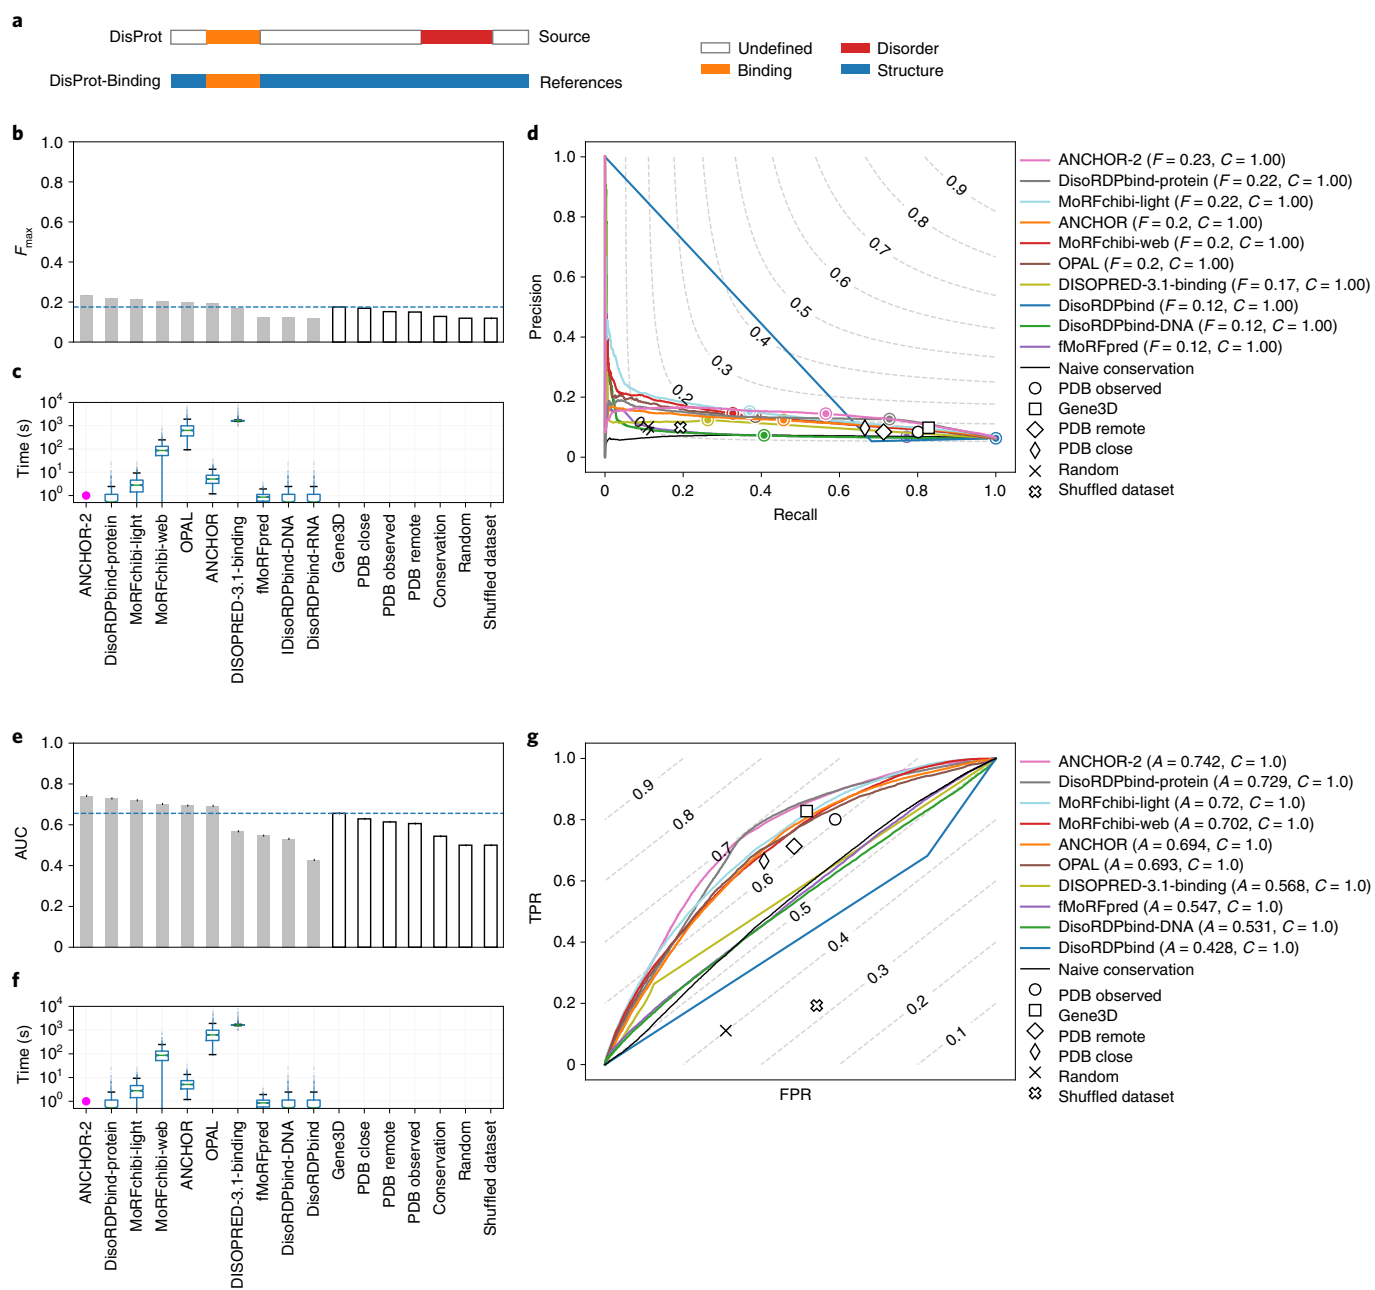 a
DisProt
Source
DisProt-Binding
References
Undefined
Disorder
Binding
Structure
b
1.0
0.8
0.6
0.4
0.2
0
Fmax
c
10^4
10^3
10^2
10^1
10^0
Time (s)
ANCHOR-2
DisoRDPbind-protein
MoRFchibi-light
MoRFchibi-web
OPAL
ANCHOR
DISOPRED-3.1-binding
fMoRFpred
IDisoRDPbind-DNA
DisoRDPbind-RNA
Gene3D
PDB close
PDB observed
PDB remote
Conservation
Random
Shuffled dataset
d
1.0
0.8
0.6
0.4
0.2
0
Precision
0.9
0.8
0.7
0.6
0.5
0.4
0.3
0.2
0 0.2 0.4 0.6 0.8 1.0
Recall
ANCHOR-2 (F = 0.23, C = 1.00)
DisoRDPbind-protein (F = 0.22, C = 1.00)
MoRFchibi-light (F = 0.22, C = 1.00)
ANCHOR (F = 0.2, C = 1.00)
MoRFchibi-web (F = 0.2, C = 1.00)
OPAL (F = 0.2, C = 1.00)
DISOPRED-3.1-binding (F = 0.17, C = 1.00)
DisoRDPbind (F = 0.12, C = 1.00)
DisoRDPbind-DNA (F = 0.12, C = 1.00)
fMoRFpred (F = 0.12, C = 1.00)
Naive conservation
PDB observed
Gene3D
PDB remote
PDB close
Random
Shuffled dataset
e
1.0
0.8
0.6
0.4
0.2
0
AUC
f
10^4
10^3
10^2
10^1
10^0
Time (s)
ANCHOR-2
DisoRDPbind-protein
MoRFchibi-light
MoRFchibi-web
ANCHOR
OPAL
DISOPRED-3.1-binding
fMoRFpred
DisoRDPbind-DNA
DisoRDPbind
Gene3D
PDB close
PDB remote
PDB observed
Conservation
Random
Shuffled dataset
g
1.0
0.8
0.6
0.4
0.2
0
TPR
0.9
0.8
0.7
0.6
0.5
0.4
0.3
0.2
0.1
FPR
ANCHOR-2 (A = 0.742, C = 1.0)
DisoRDPbind-protein (A = 0.729, C = 1.0)
MoRFchibi-light (A = 0.72, C = 1.0)
MoRFchibi-web (A = 0.702, C = 1.0)
ANCHOR (A = 0.694, C = 1.0)
OPAL (A = 0.693, C = 1.0)
DISOPRED-3.1-binding (A = 0.568, C = 1.0)
fMoRFpred (A = 0.547, C = 1.0)
DisoRDPbind-DNA (A = 0.531, C = 1.0)
DisoRDPbind (A = 0.428, C = 1.0)
Naive conservation
PDB observed
Gene3D
PDB remote
PDB close
Random
Shuffled dataset